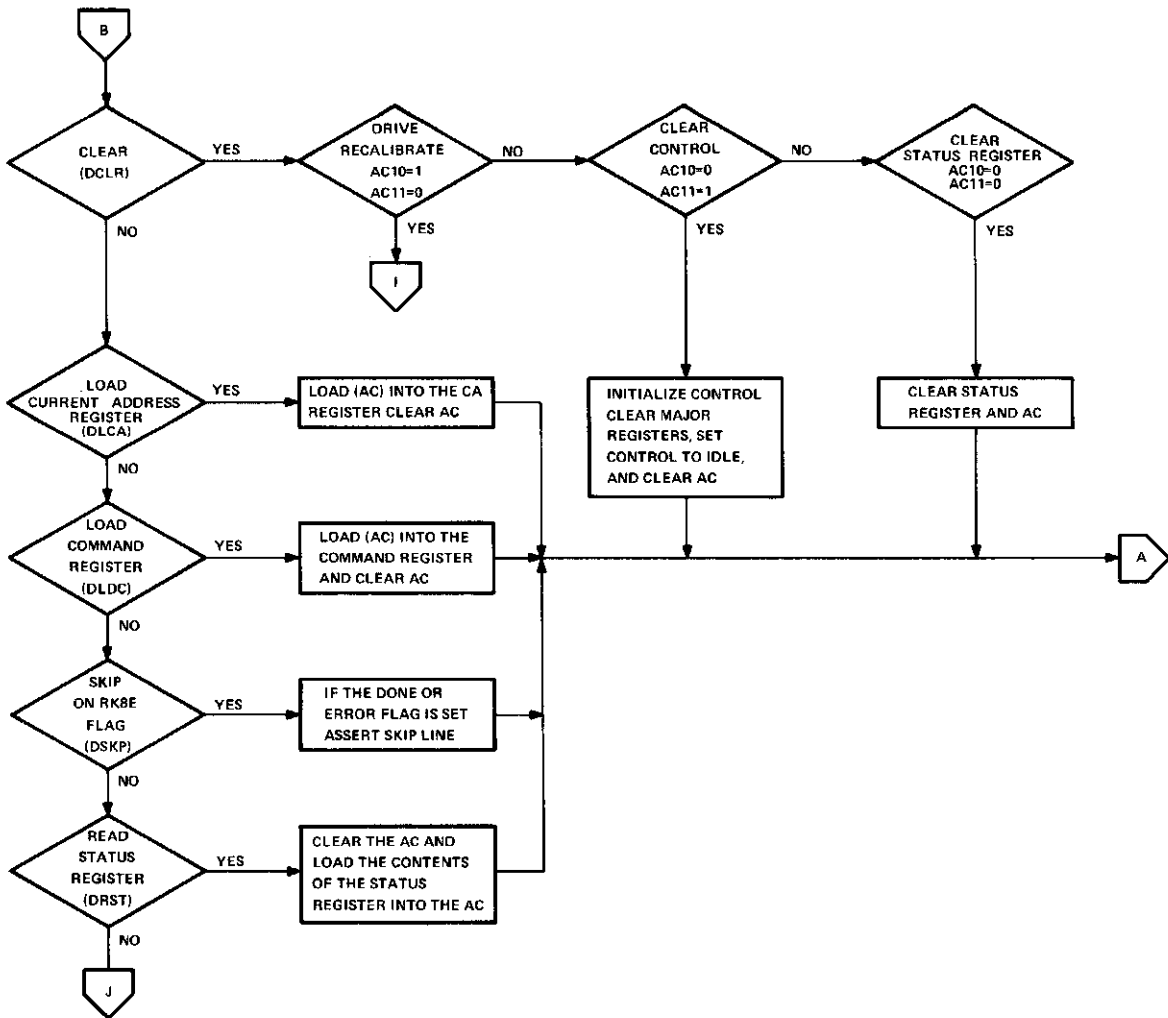 B
CLEAR
(DCLR)
YES
NO
DRIVE
RECALIBRATE
AC10=1
AC11=0
NO
YES
I
CLEAR
CONTROL
AC10=0
AC11=1
NO
YES
CLEAR
STATUS REGISTER
AC10=0
AC11=0
YES
LOAD
CURRENT ADDRESS
REGISTER
(DLCA)
YES
NO
LOAD (AC) INTO THE CA
REGISTER CLEAR AC
INITIALIZE CONTROL
CLEAR MAJOR
REGISTERS, SET
CONTROL TO IDLE,
AND CLEAR AC
CLEAR STATUS
REGISTER AND AC
LOAD
COMMAND
REGISTER
(DLDC)
YES
NO
LOAD (AC) INTO THE
COMMAND REGISTER
AND CLEAR AC
A
SKIP
ON RK8E
FLAG
(DSKP)
YES
NO
IF THE DONE OR
ERROR FLAG IS SET
ASSERT SKIP LINE
READ
STATUS
REGISTER
(DRST)
YES
NO
CLEAR THE AC AND
LOAD THE CONTENTS
OF THE STATUS
REGISTER INTO THE AC
J